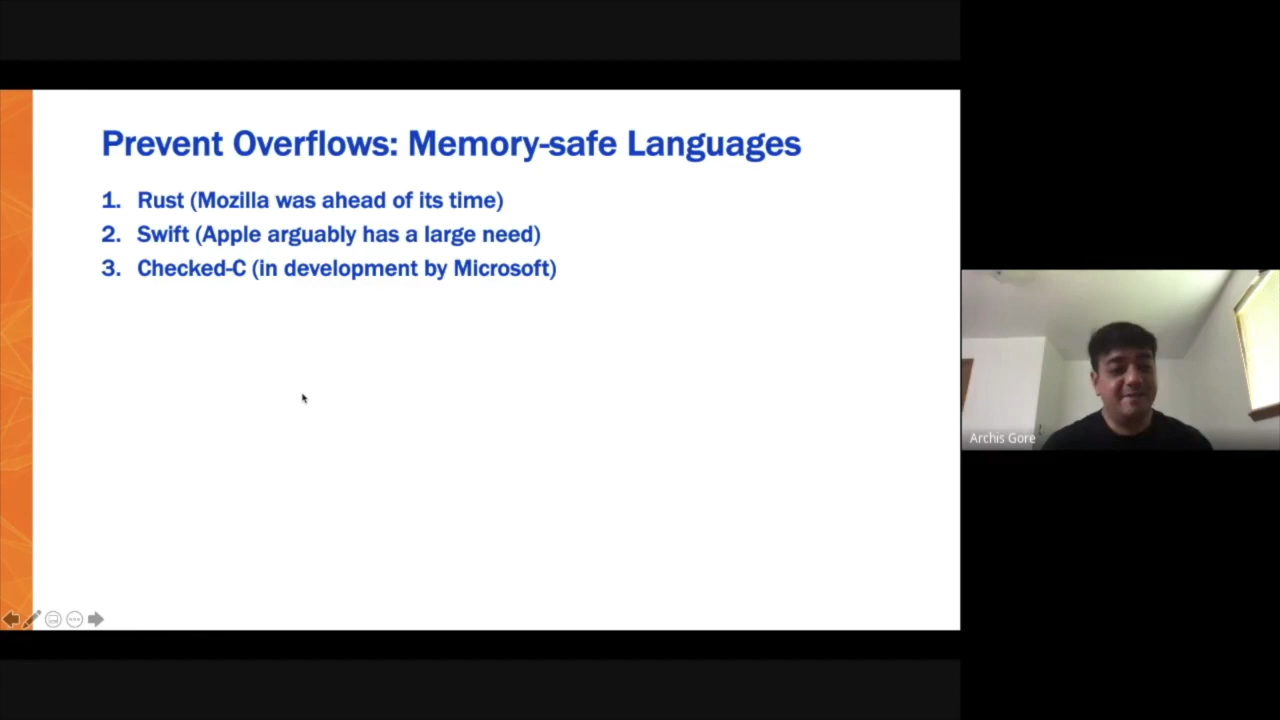 Prevent Overflows: Memory-safe Languages
1. Rust (Mozilla was ahead of its time)
2. Swift (Apple arguably has a large need)
3. Checked-C (in development by Microsoft)
Archis Gore